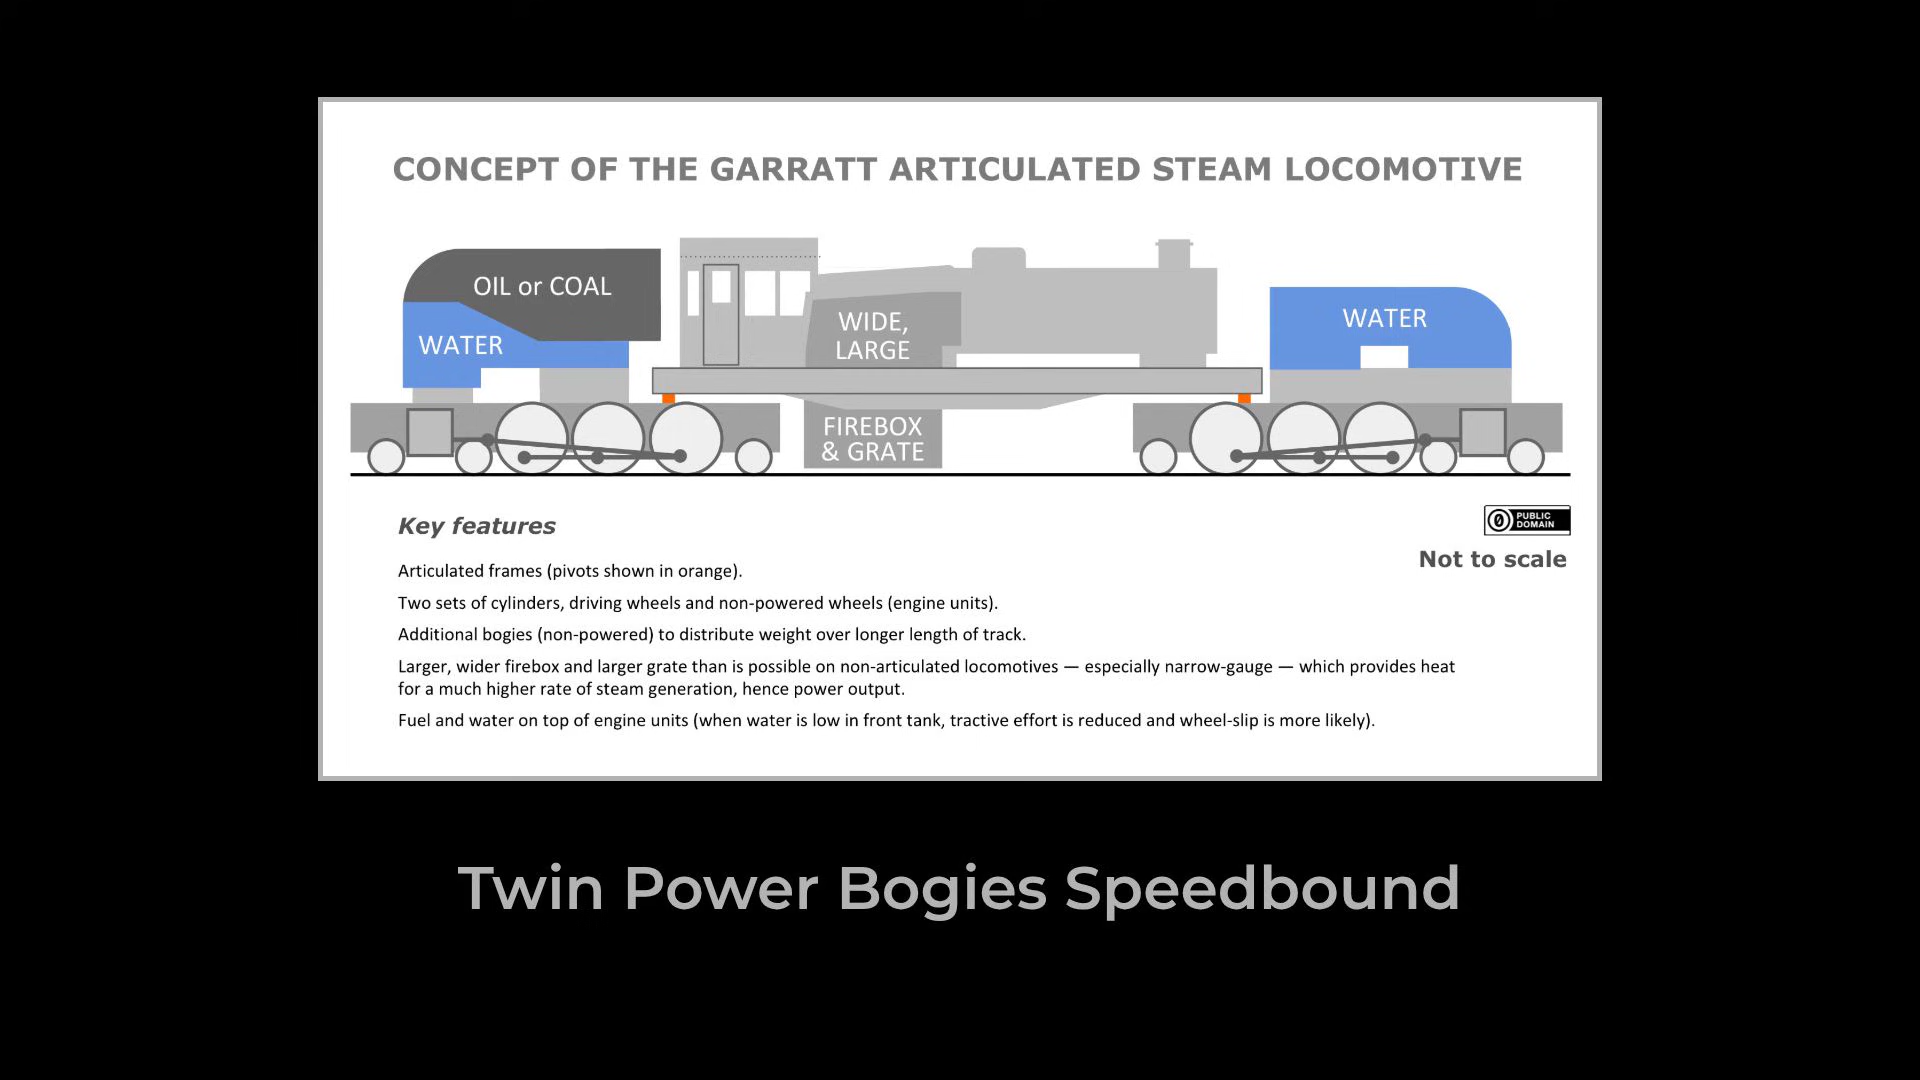 CONCEPT OF THE GARRATT ARTICULATED STEAM LOCOMOTIVE
OIL or COAL
WATER
WIDE,
LARGE
FIREBOX
& GRATE
WATER
Key features
Articulated frames (pivots shown in orange).
Two sets of cylinders, driving wheels and non-powered wheels (engine units).
Additional bogies (non-powered) to distribute weight over longer length of track.
Larger, wider firebox and larger grate than is possible on non-articulated locomotives — especially narrow-gauge — which provides heat
for a much higher rate of steam generation, hence power output.
Fuel and water on top of engine units (when water is low in front tank, tractive effort is reduced and wheel-slip is more likely).
0 PUBLIC
DOMAIN
Not to scale
Twin Power Bogies Speedbound